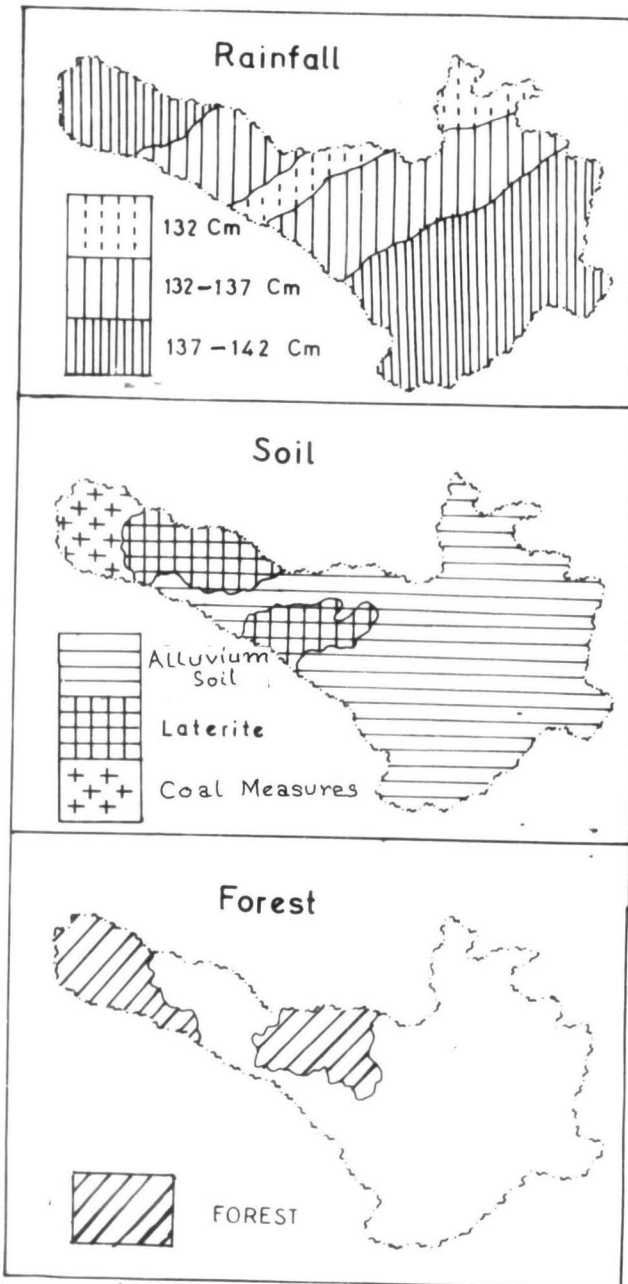 Rainfall
132 Cm
132-137 Cm
137-142 Cm
Soil
Alluvium
Soil
Laterite
Coal Measures
Forest
FOREST